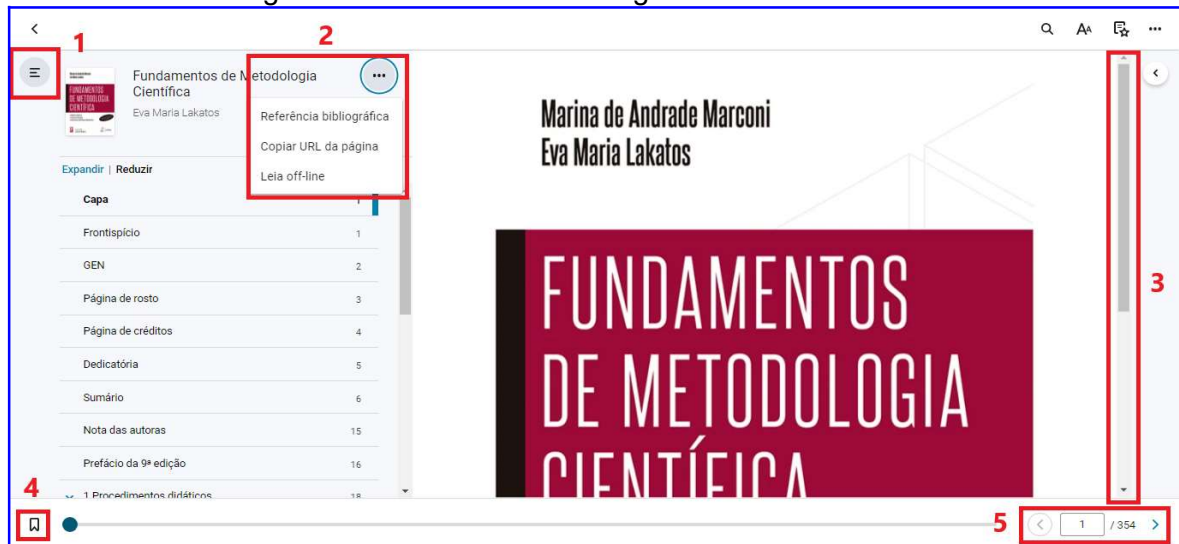 1
2
AA
Fundamentos de Metodologia
Científica
Eva Maria Lakatos
Referência bibliográfica
Copiar URL da página
Leia off-line
Expandir | Reduzir
Capa 1
Frontispício 1
GEN 2
Página de rosto 3
Página de créditos 4
Dedicatória 5
Sumário 6
Nota das autoras 15
Prefácio da 9ª edição 16
1 Procedimentos didáticos 18
Marina de Andrade Marconi
Eva Maria Lakatos
FUNDAMENTOS
DE METODOLOGIA
CIENTÍFICA
3
4
5
1 / 354